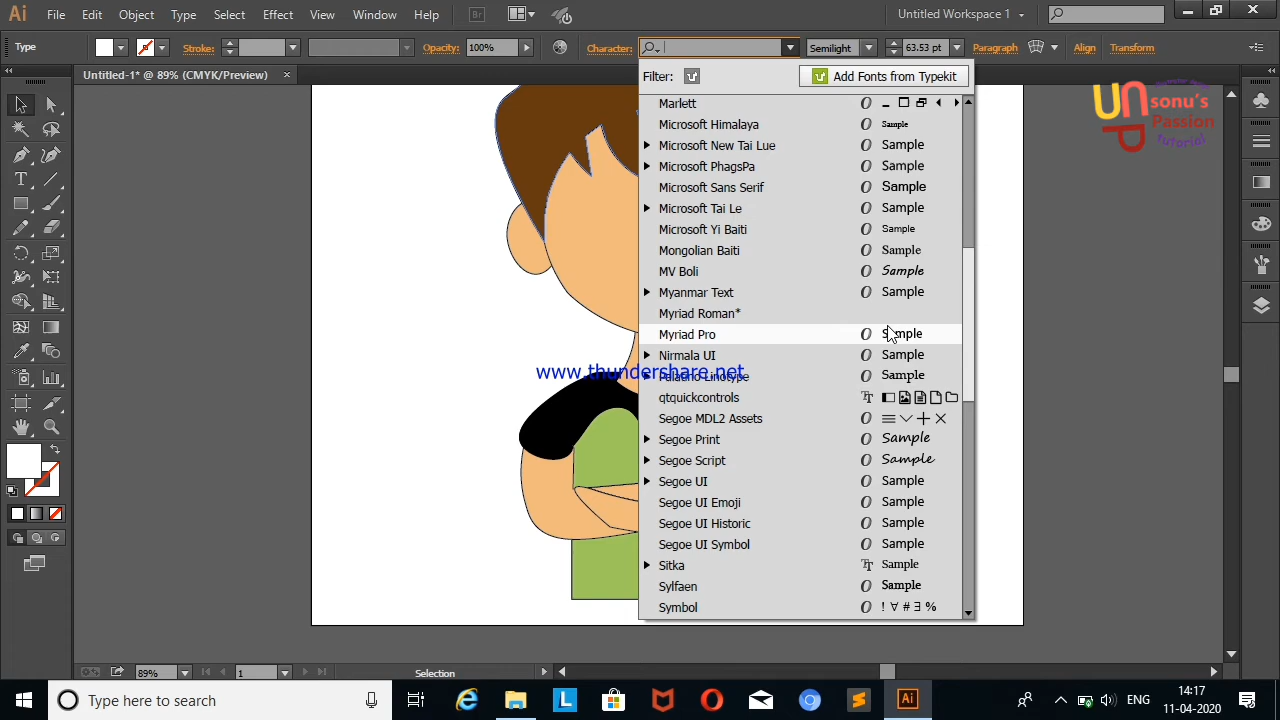 Ai File Edit Object Type Select Effect View Window Help Br Untitled Workspace 1
Type Stroke: Opacity: 100% Character: Semilight 63.53 pt Paragraph Align Transform
Untitled-1* @ 89% (CMYK/Preview)
Filter: Add Fonts from Typekit
UP sonu's Passion tutorial
Marlett
Microsoft Himalaya Sample
Microsoft New Tai Lue Sample
Microsoft PhagsPa Sample
Microsoft Sans Serif Sample
Microsoft Tai Le Sample
Microsoft Yi Baiti Sample
Mongolian Baiti Sample
MV Boli Sample
Myanmar Text Sample
Myriad Roman*
Myriad Pro Sample
Nirmala UI Sample
www.thundershare.net
Palatino Linotype Sample
qtquickcontrols
Segoe MDL2 Assets
Segoe Print Sample
Segoe Script Sample
Segoe UI Sample
Segoe UI Emoji Sample
Segoe UI Historic Sample
Segoe UI Symbol Sample
Sitka Sample
Sylfaen Sample
Symbol ! ∀ # ∃ %
89% 1 Selection
Type here to search ENG 14:17
11-04-2020